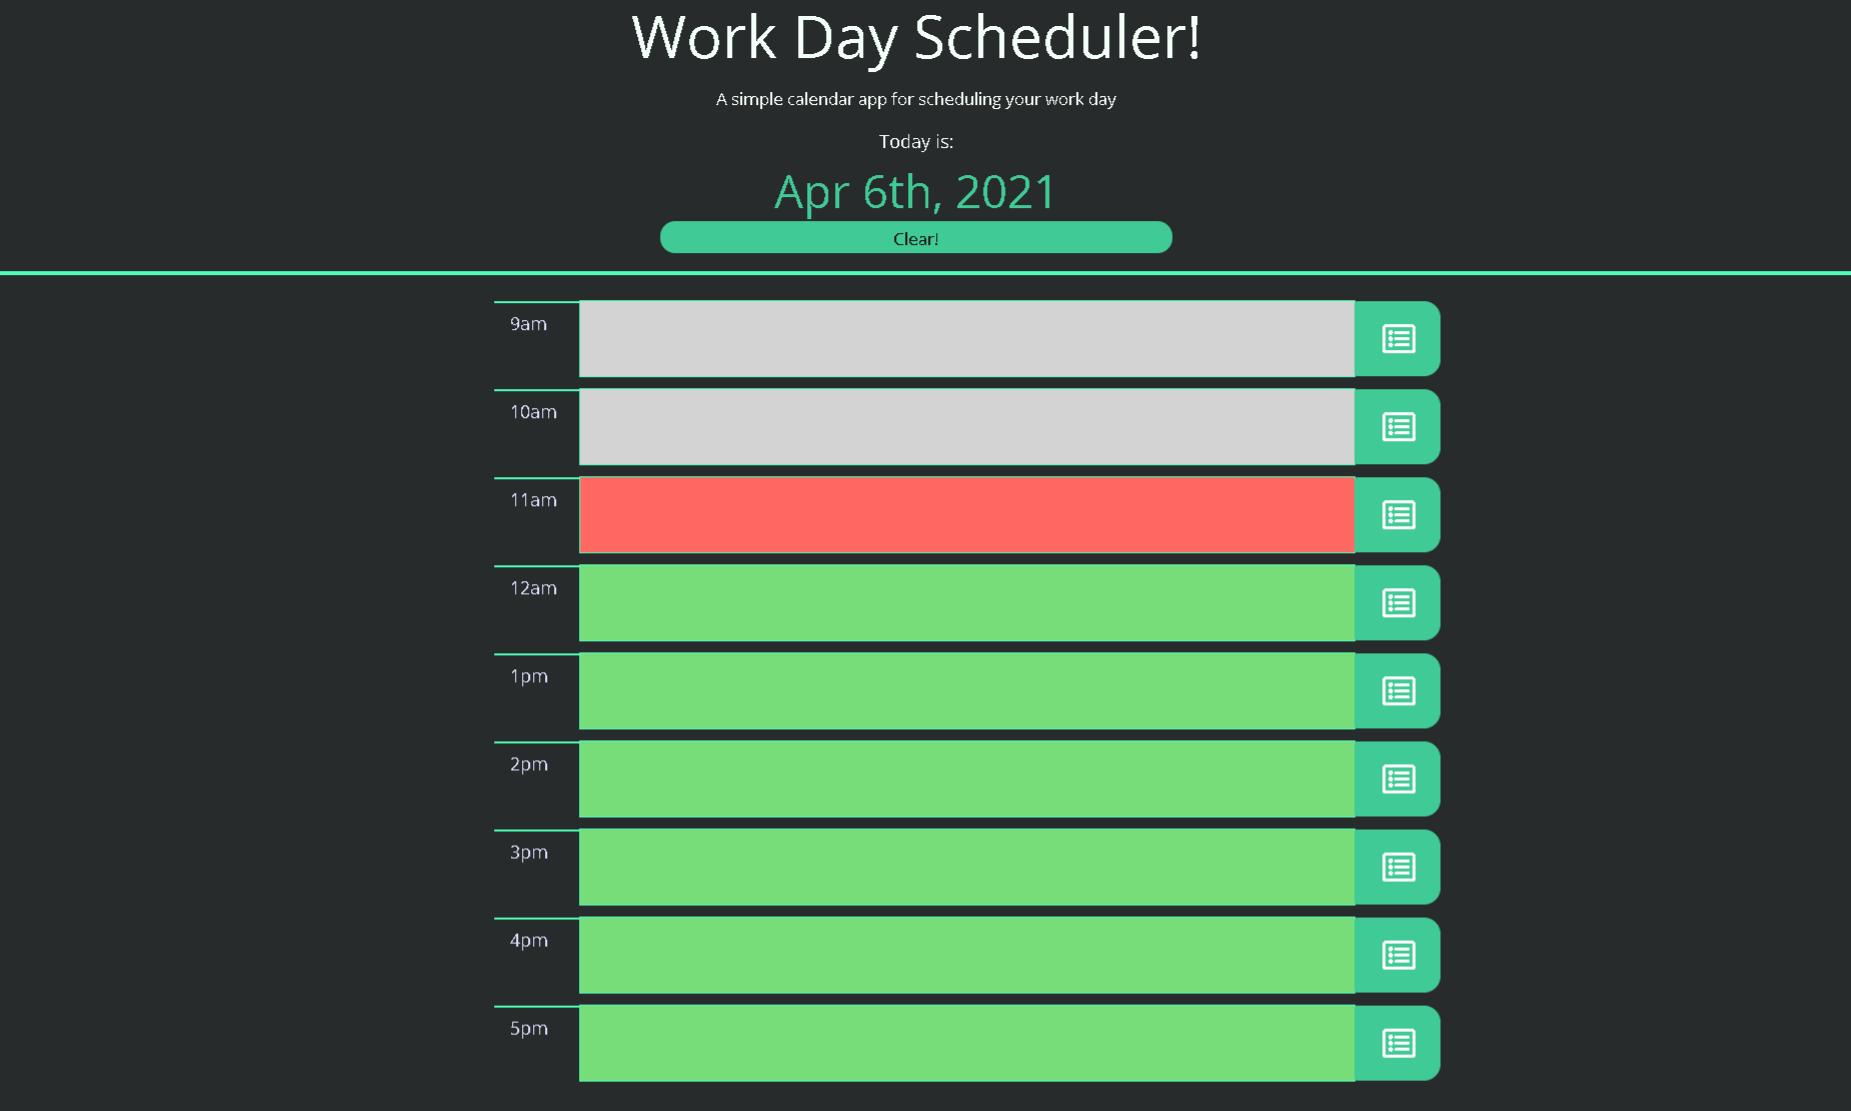 Work Day Scheduler!
A simple calendar app for scheduling your work day
Today is:
Apr 6th, 2021
Clear!
9am
10am
11am
12am
1pm
2pm
3pm
4pm
5pm